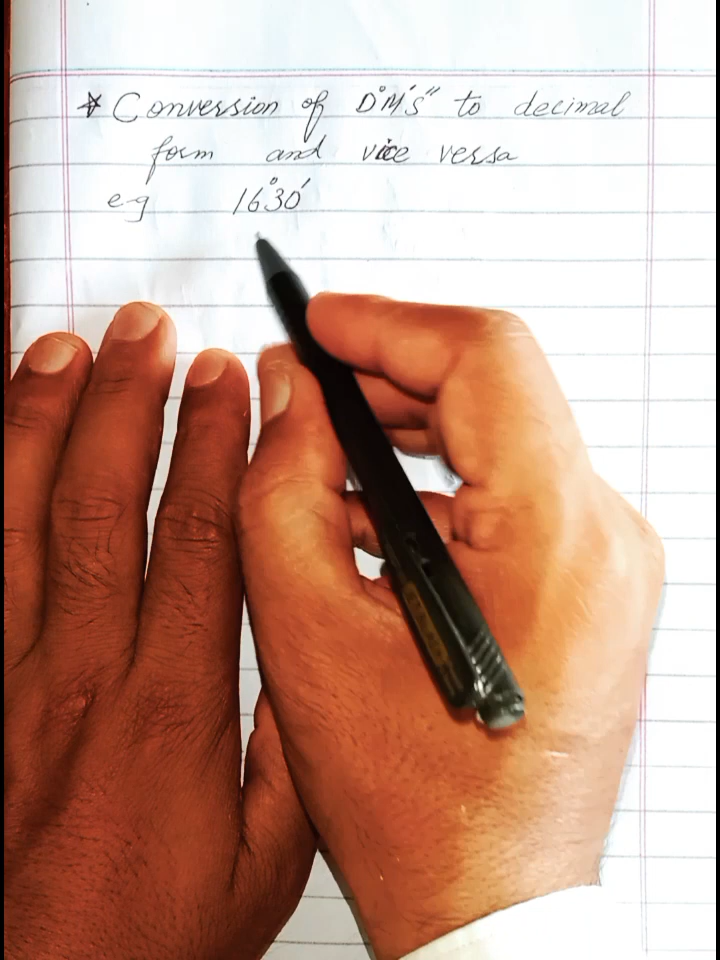 * Conversion of D°M'S" to decimal
form and vice versa
e-g 16°30'